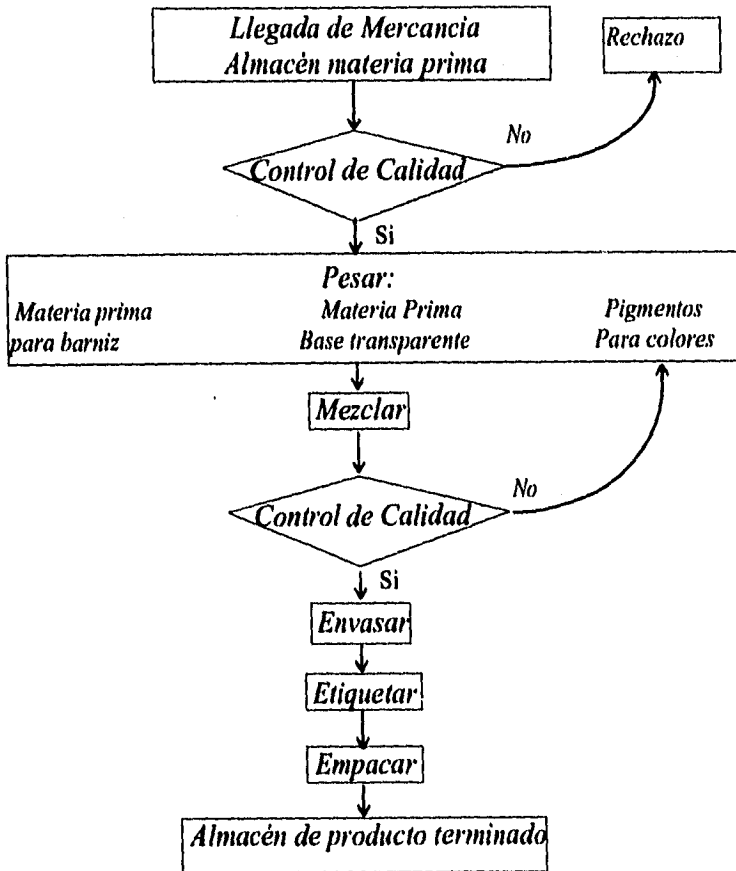 Llegada de Mercancia
Almacén materia prima
Rechazo
No
Control de Calidad
Si
Pesar:
Materia prima
para barniz
Materia Prima
Base transparente
Pigmentos
Para colores
Mezclar
No
Control de Calidad
Si
Envasar
Etiquetar
Empacar
Almacén de producto terminado